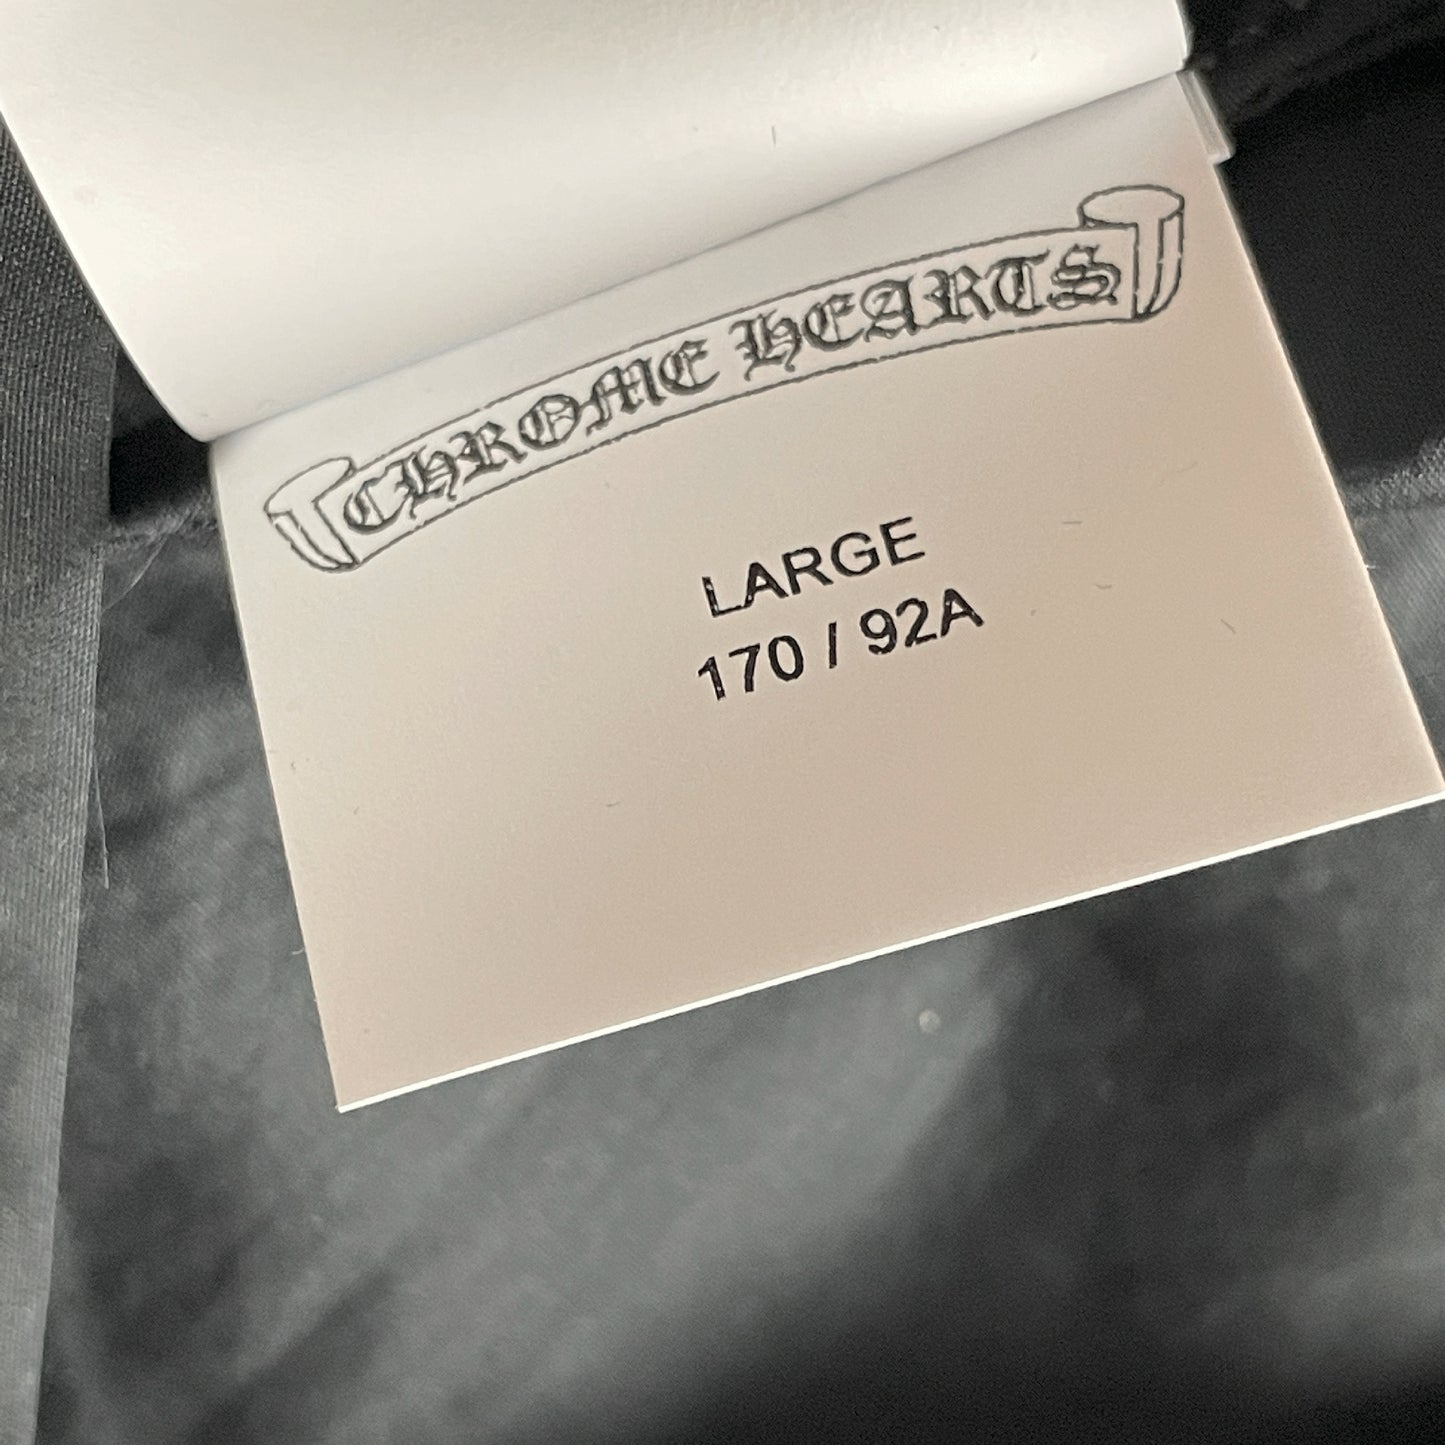 CHROME HEARTS
LARGE
170 / 92A